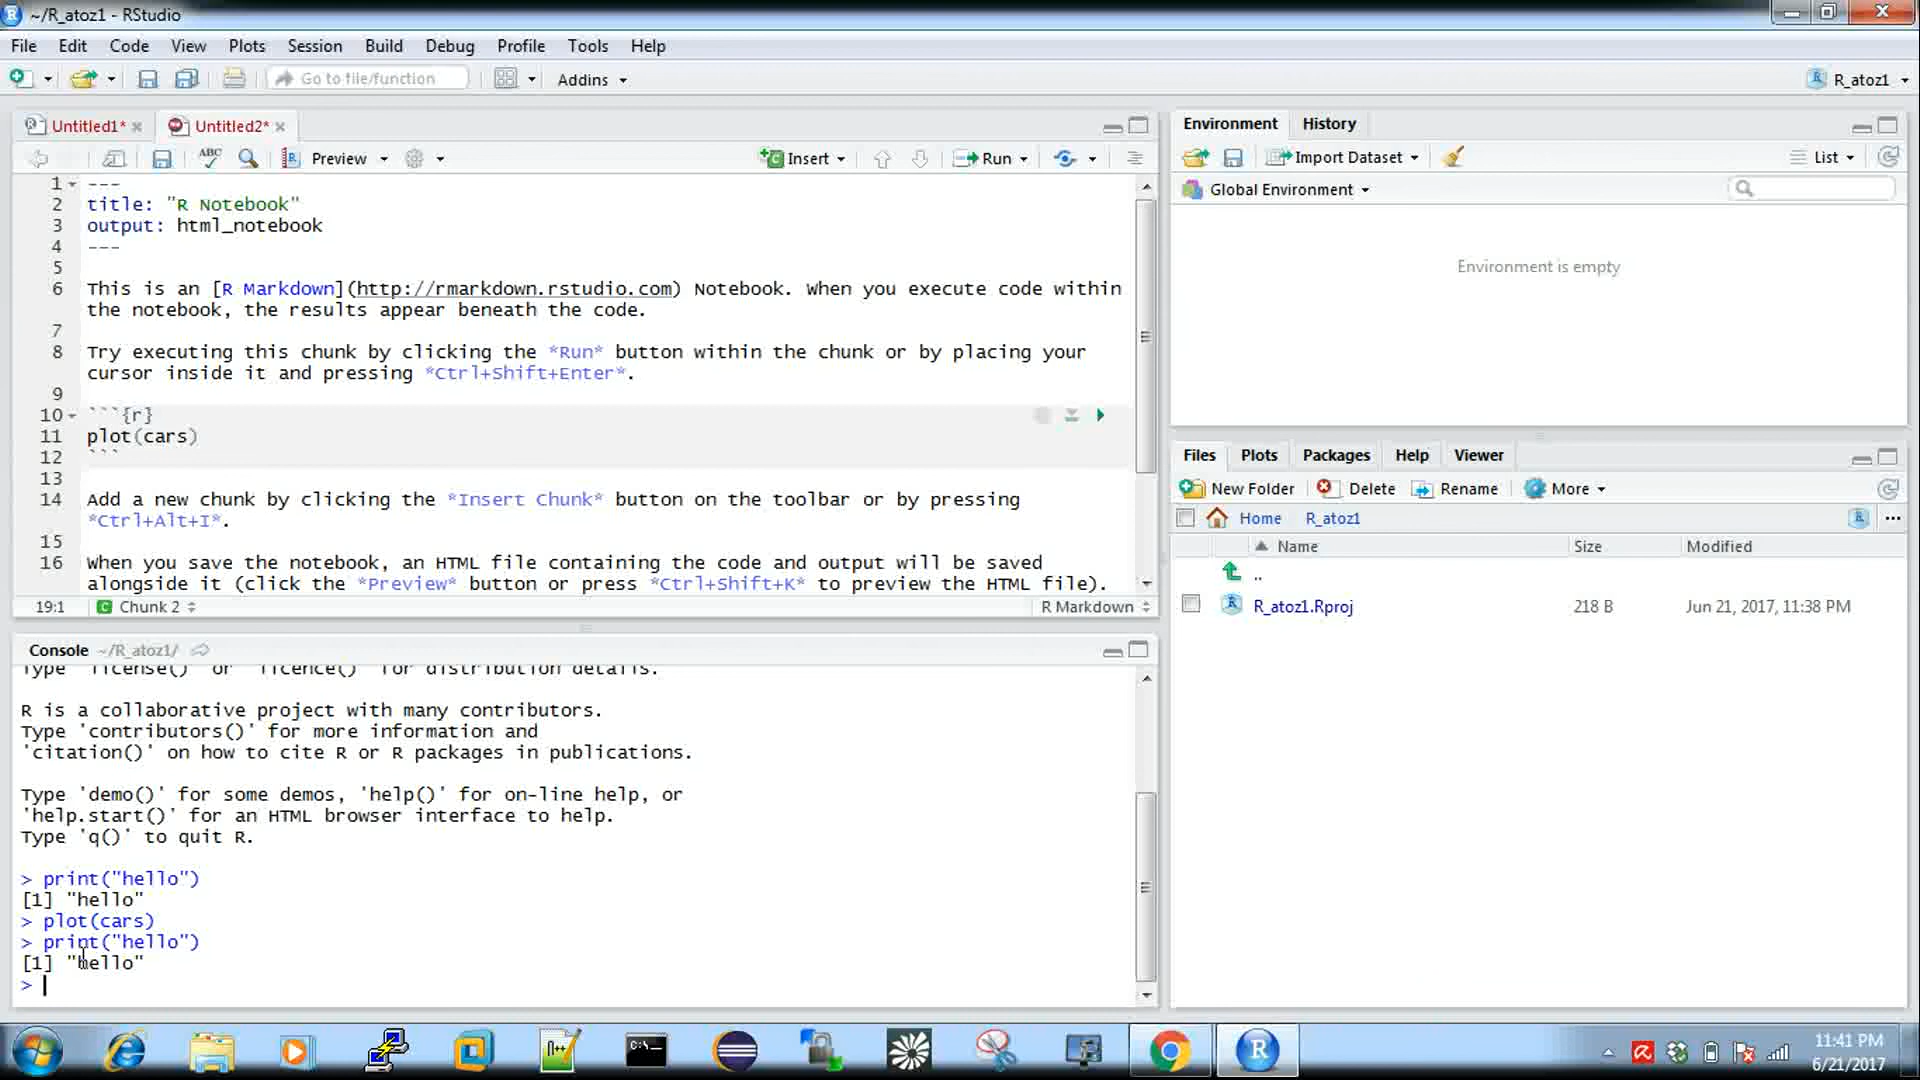 ~/R_atoz1 - RStudio
File Edit Code View Plots Session Build Debug Profile Tools Help
Go to file/function Addins R_atoz1
Untitled1* Untitled2*
ABC Preview Insert Run
1 ---
2 title: "R Notebook"
3 output: html_notebook
4 ---
5
6 This is an [R Markdown](http://rmarkdown.rstudio.com) Notebook. When you execute code within
the notebook, the results appear beneath the code.
7
8 Try executing this chunk by clicking the *Run* button within the chunk or by placing your
cursor inside it and pressing *Ctrl+Shift+Enter*.
9
10 ```{r}
11 plot(cars)
12 ```
13
14 Add a new chunk by clicking the *Insert Chunk* button on the toolbar or by pressing
*Ctrl+Alt+I*.
15
16 When you save the notebook, an HTML file containing the code and output will be saved
alongside it (click the *Preview* button or press *Ctrl+Shift+K* to preview the HTML file).
19:1 Chunk 2 R Markdown
Console ~/R_atoz1/
Type 'license()' or 'licence()' for distribution details.
R is a collaborative project with many contributors.
Type 'contributors()' for more information and
'citation()' on how to cite R or R packages in publications.
Type 'demo()' for some demos, 'help()' for on-line help, or
'help.start()' for an HTML browser interface to help.
Type 'q()' to quit R.
> print("hello")
[1] "hello"
> plot(cars)
> print("hello")
[1] "hello"
>
Environment History
Import Dataset List
Global Environment
Environment is empty
Files Plots Packages Help Viewer
New Folder Delete Rename More
Home R_atoz1
Name Size Modified
..
R_atoz1.Rproj 218 B Jun 21, 2017, 11:38 PM
11:41 PM
6/21/2017